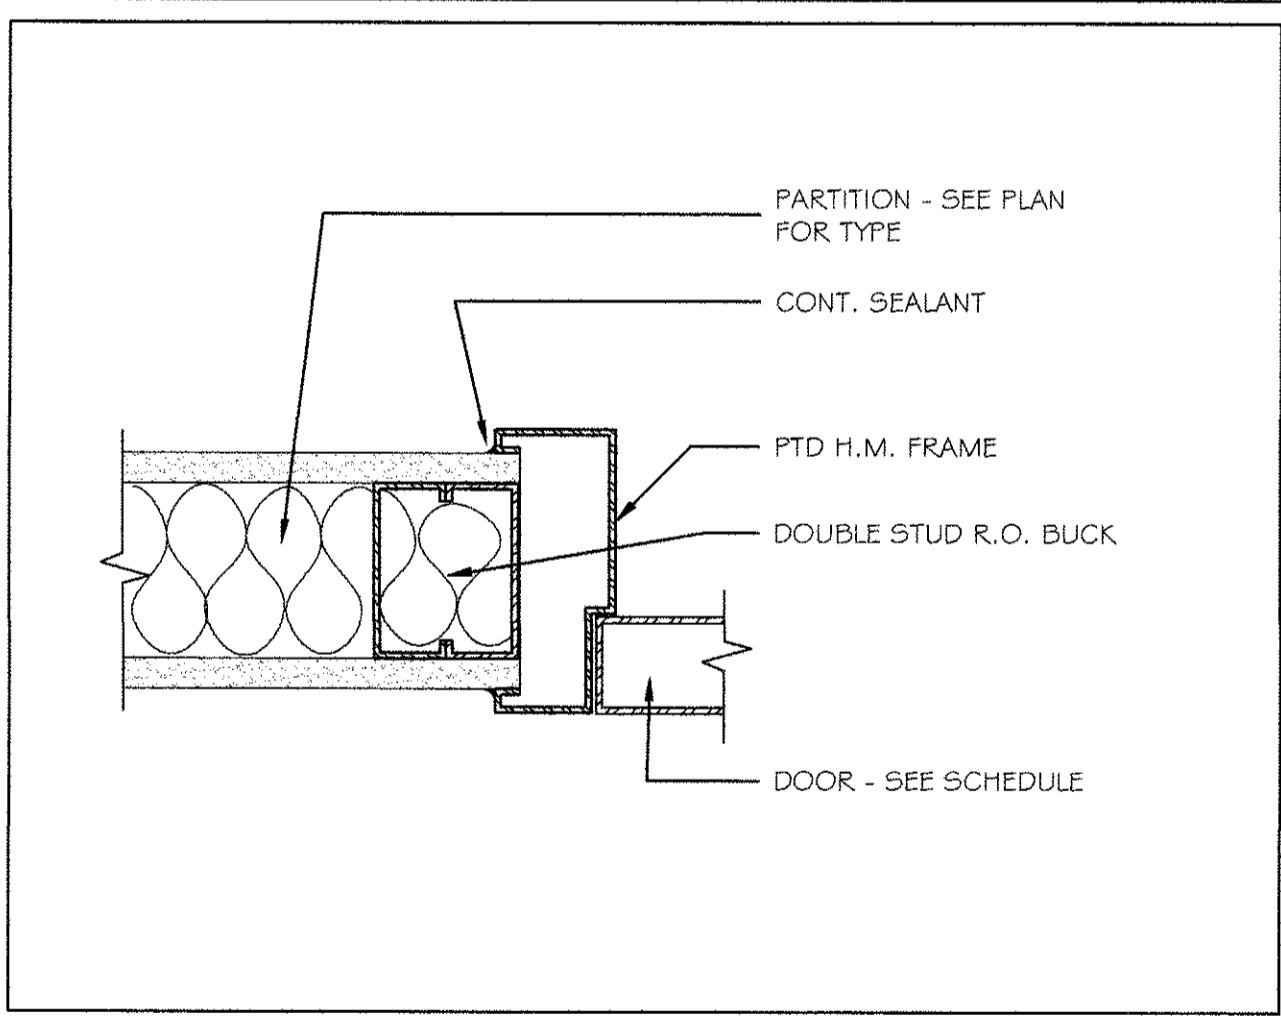 PARTITION - SEE PLAN
FOR TYPE
CONT. SEALANT
PTD H.M. FRAME
DOUBLE STUD R.O. BUCK
DOOR - SEE SCHEDULE